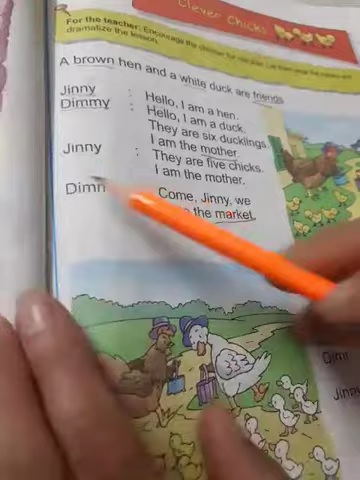 Clever Chicks
For the teacher: Encourage the children
dramatize the lesson.
A brown hen and a white duck are friends
Jinny : Hello, I am a hen.
Dimmy : Hello, I am a duck.
They are six ducklings.
I am the mother.
Jinny : They are five chicks.
I am the mother.
Come, Jinny, we
the market.